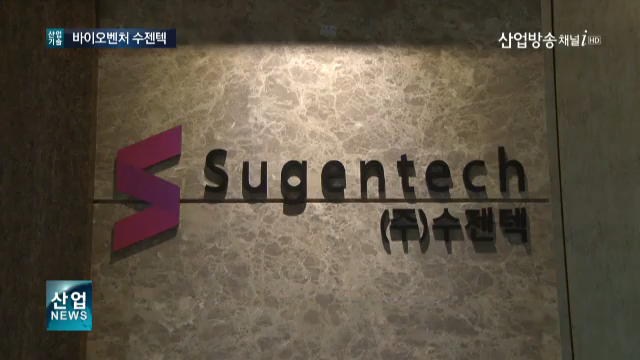 산업
기술
바이오벤처 수젠텍
산업방송 채널i HD
Sugentech
(주)수젠텍
산업
NEWS